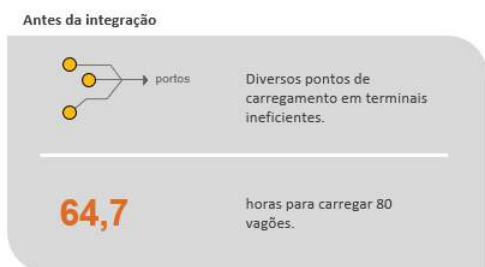 Antes da integração
portos
Diversos pontos de
carregamento em terminais
ineficientes.
64,7
horas para carregar 80
vagões.